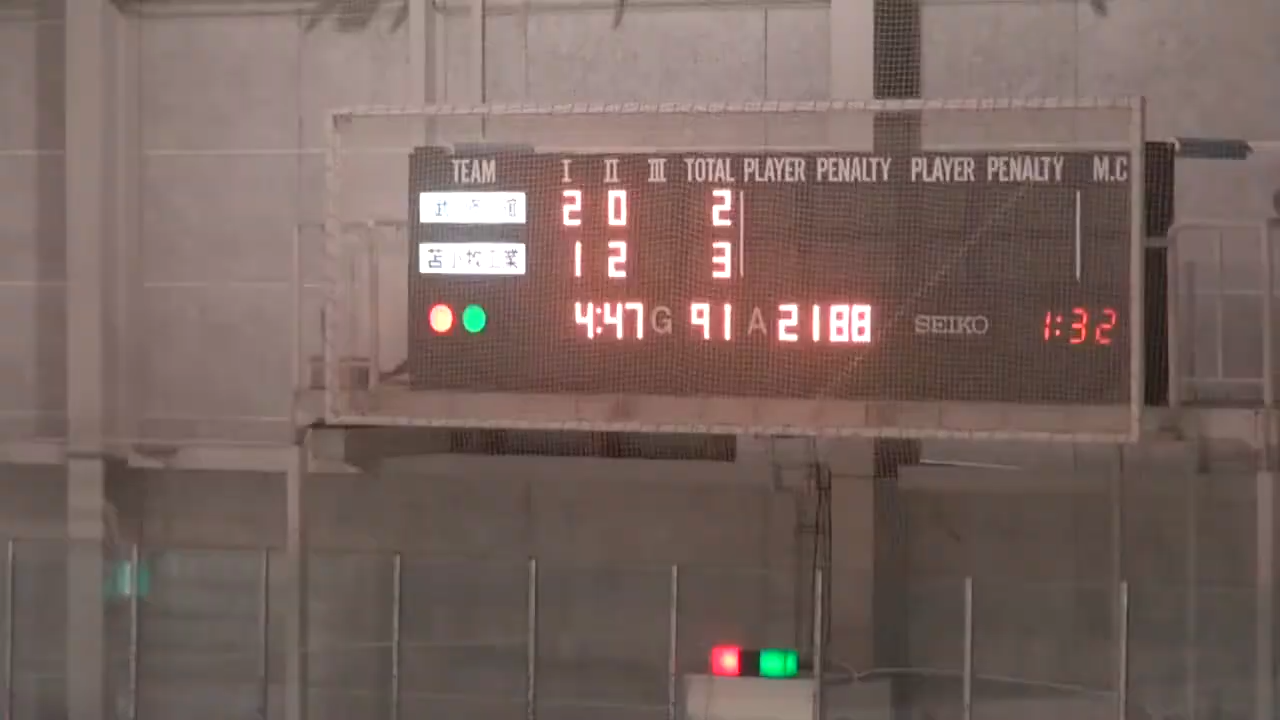 TEAM I II III TOTAL PLAYER PENALTY PLAYER PENALTY M.C
2 0 2
苫小牧工業 1 2 3
4:47 G 91 A 2188 SEIKO 1:32